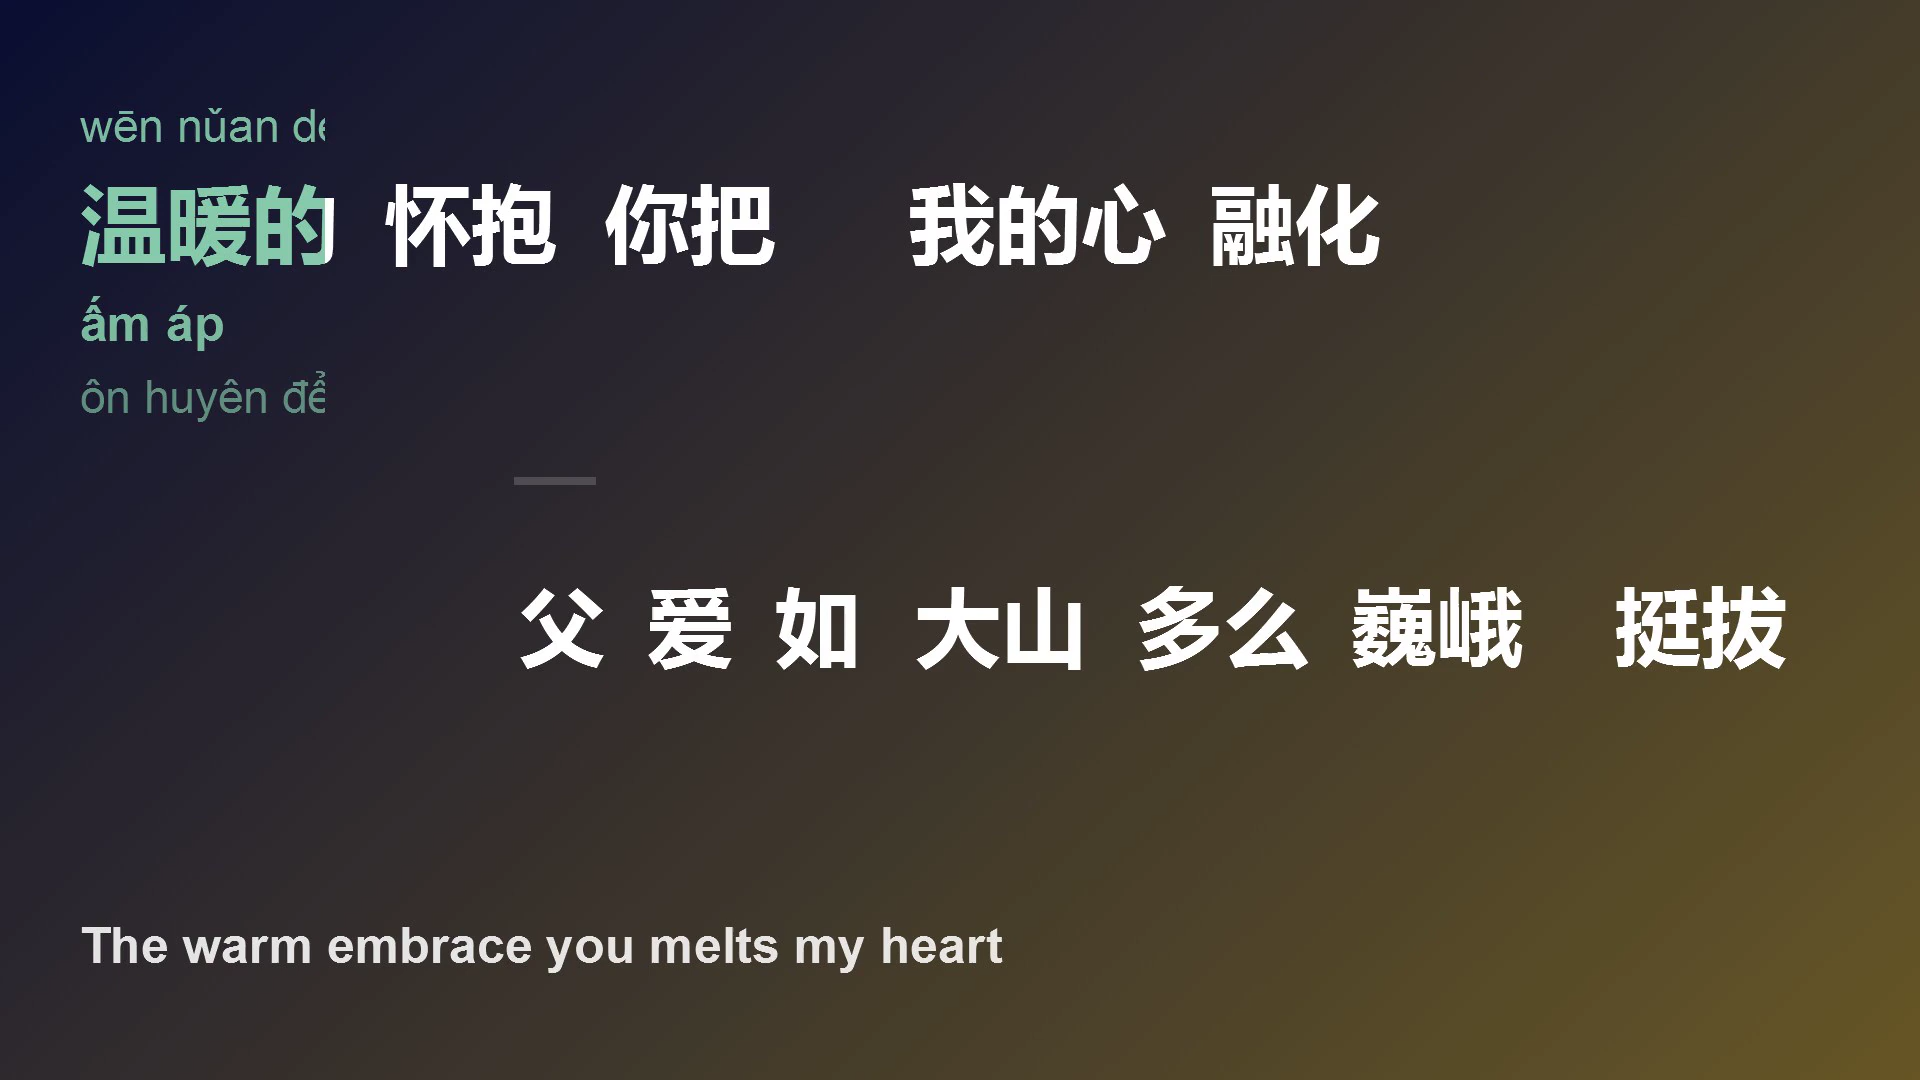 wēn nǔan de
温暖的 怀抱 你把 我的心 融化
ấm áp
ôn huyên để
父 爱 如 大山 多么 巍峨 挺拔
The warm embrace you melts my heart